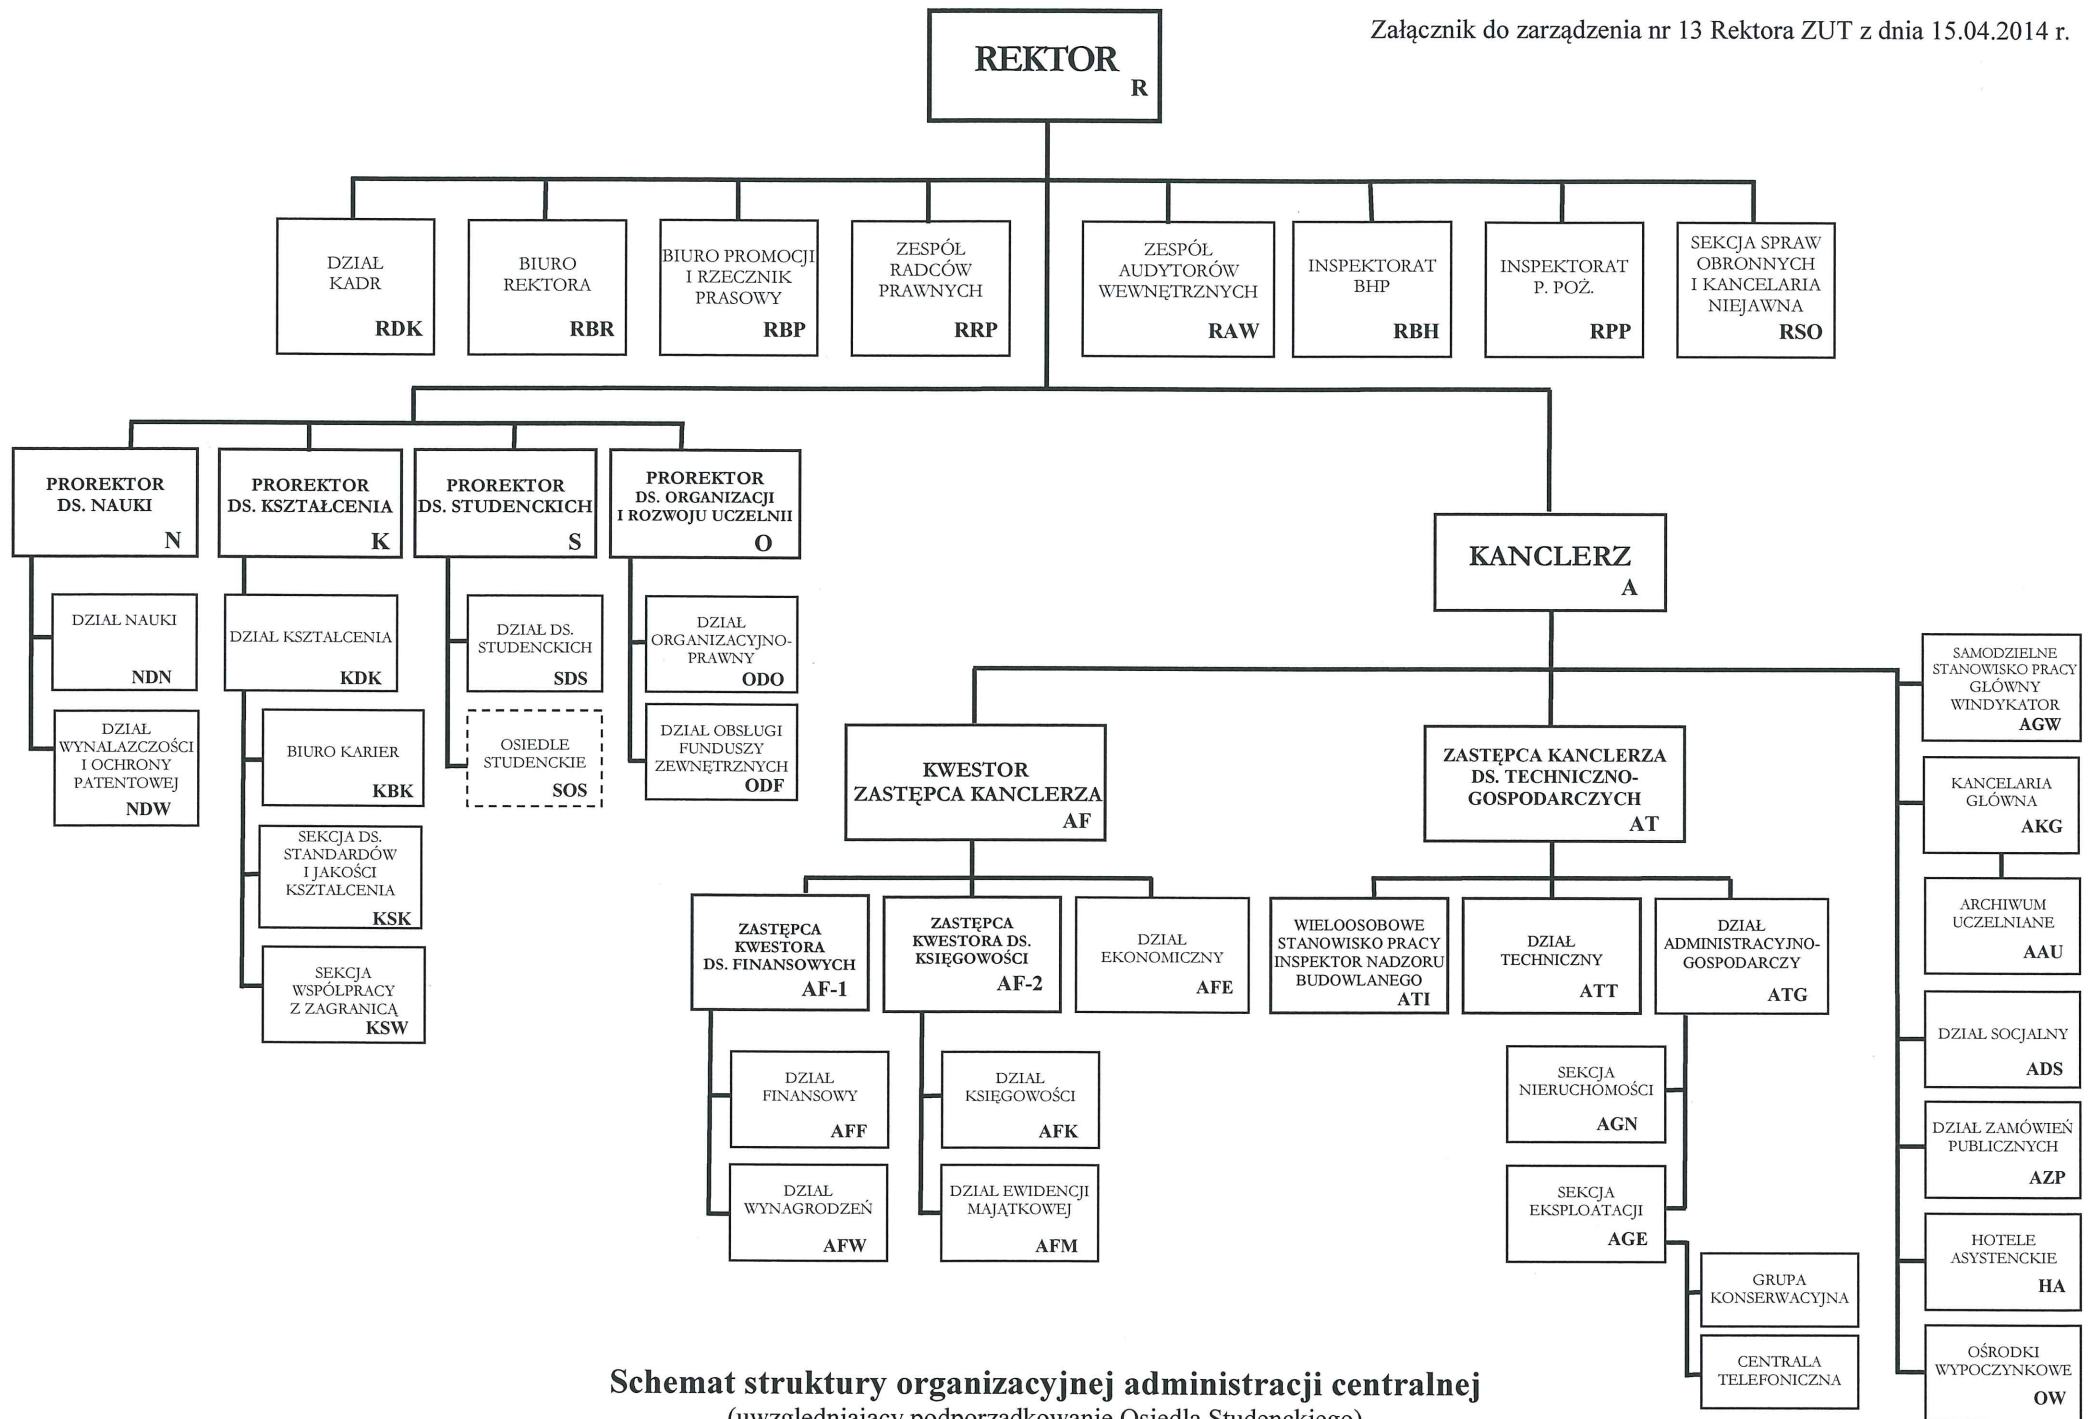 Załącznik do zarządzenia nr 13 Rektora ZUT z dnia 15.04.2014 r.
REKTOR
R
DZIAŁ
KADR
RDK
BIURO
REKTORA
RBR
BIURO PROMOCJI
I RZECZNIK
PRASOWY
RBP
ZESPÓŁ
RADCÓW
PRAWNYCH
RRP
ZESPÓŁ
AUDYTORÓW
WEWNĘTRZNYCH
RAW
INSPEKTORAT
BHP
RBH
INSPEKTORAT
P. POŻ.
RPP
SEKCJA SPRAW
OBRONNYCH
I KANCELARIA
NIEJAWNA
RSO
PROREKTOR
DS. NAUKI
N
PROREKTOR
DS. KSZTAŁCENIA
K
PROREKTOR
DS. STUDENCKICH
S
PROREKTOR
DS. ORGANIZACJI
I ROZWOJU UCZELNII
O
KANCLERZ
A
DZIAŁ NAUKI
NDN
DZIAŁ
WYNALAZCZOŚCI
I OCHRONY
PATENTOWEJ
NDW
DZIAŁ KSZTAŁCENIA
KDK
BIURO KARIER
KBK
SEKCJA DS.
STANDARDÓW
I JAKOŚCI
KSZTAŁCENIA
KSK
SEKCJA
WSPÓŁPRACY
Z ZAGRANICĄ
KSW
DZIAŁ DS.
STUDENCKICH
SDS
OSIEDLE
STUDENCKIE
SOS
DZIAŁ
ORGANIZACYJNO-
PRAWNY
ODO
DZIAŁ OBSŁUGI
FUNDUSZY
ZEWNĘTRZNYCH
ODF
KWESTOR
ZASTĘPCA KANCLERZA
AF
ZASTĘPCA KANCLERZA
DS. TECHNICZNO-
GOSPODARCZYCH
AT
ZASTĘPCA
KWESTORA
DS. FINANSOWYCH
AF-1
ZASTĘPCA
KWESTORA DS.
KSIĘGOWOŚCI
AF-2
DZIAŁ
EKONOMICZNY
AFE
WIELOOSOBOWE
STANOWISKO PRACY
INSPEKTOR NADZORU
BUDOWLANEGO
ATI
DZIAŁ
TECHNICZNY
ATT
DZIAŁ
ADMINISTRACYJNO-
GOSPODARCZY
ATG
DZIAŁ
FINANSOWY
AFF
DZIAŁ
WYNAGRODZEŃ
AFW
DZIAŁ
KSIĘGOWOŚCI
AFK
DZIAŁ EWIDENCJI
MAJĄTKOWEJ
AFM
SEKCJA
NIERUCHOMOŚCI
AGN
SEKCJA
EKSPLOATACJI
AGE
GRUPA
KONSERWACYJNA
CENTRALA
TELEFONICZNA
SAMODZIELNE
STANOWISKO PRACY
GŁÓWNY
WINDYKATOR
AGW
KANCELARIA
GŁÓWNA
AKG
ARCHIWUM
UCZELNIANE
AAU
DZIAŁ SOCJALNY
ADS
DZIAŁ ZAMÓWIEŃ
PUBLICZNYCH
AZP
HOTELE
ASYSTENCKIE
HA
OŚRODKI
WYPOCZYNKOWE
OW
Schemat struktury organizacyjnej administracji centralnej
(uwzględniający podporządkowanie Osiedla Studenckiego)